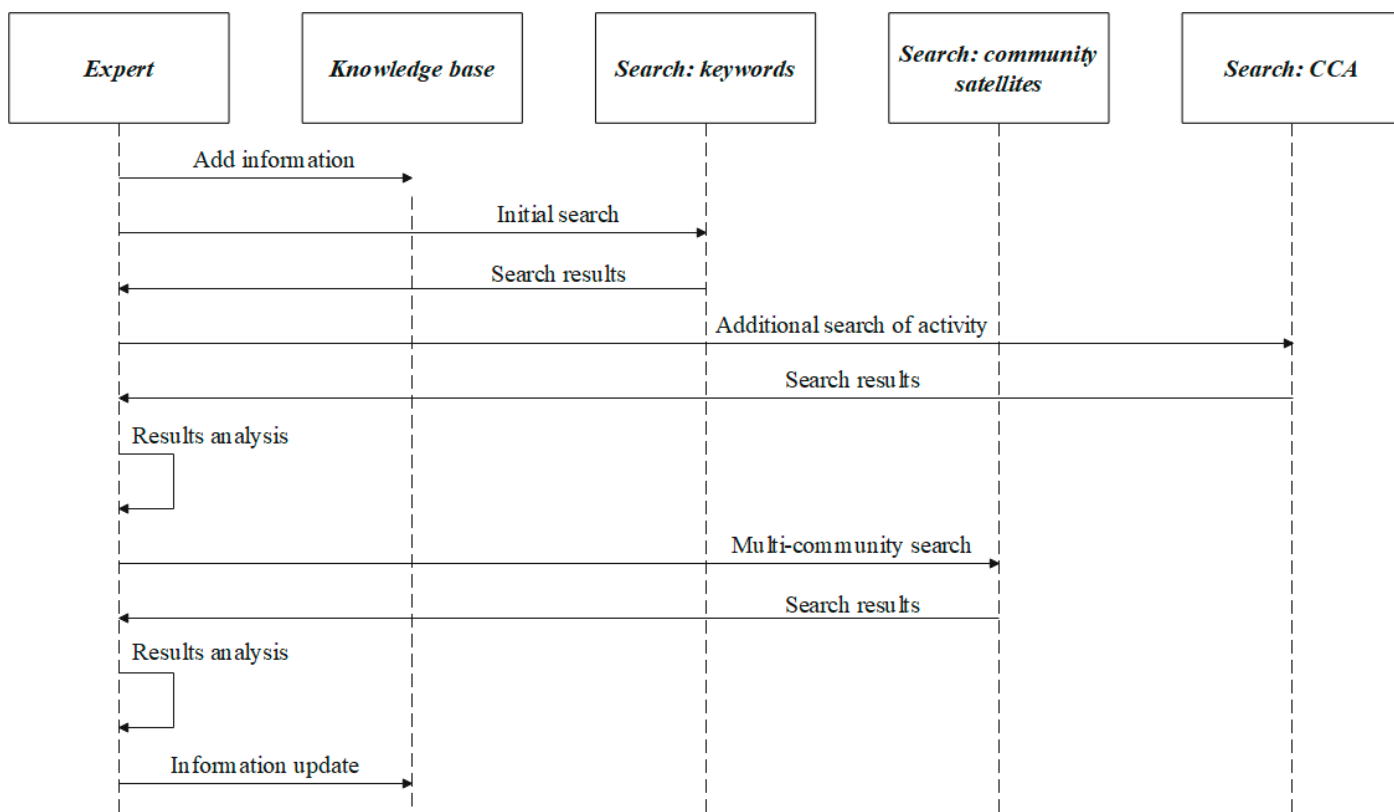 Expert
Knowledge base
Search: keywords
Search: community
satellites
Search: CCA
Add information
Initial search
Search results
Additional search of activity
Search results
Results analysis
Multi-community search
Search results
Results analysis
Information update